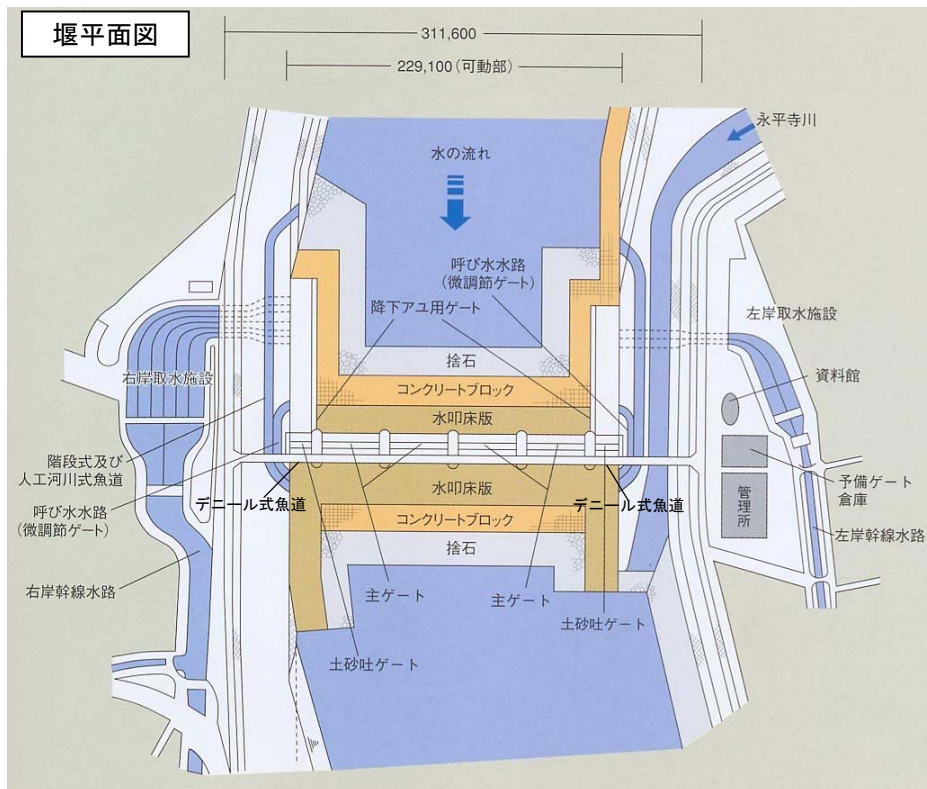 堰平面図
311,600
229,100（可動部）
永平寺川
水の流れ
呼び水水路
（微調節ゲート）
降下アユ用ゲート
左岸取水施設
捨石
資料館
右岸取水施設
コンクリートブロック
水叩床版
階段式及び
人工河川式魚道
水叩床版
予備ゲート
倉庫
デニール式魚道
デニール式魚道
管理所
呼び水水路
（微調節ゲート）
コンクリートブロック
左岸幹線水路
捨石
右岸幹線水路
主ゲート
主ゲート
土砂吐ゲート
土砂吐ゲート